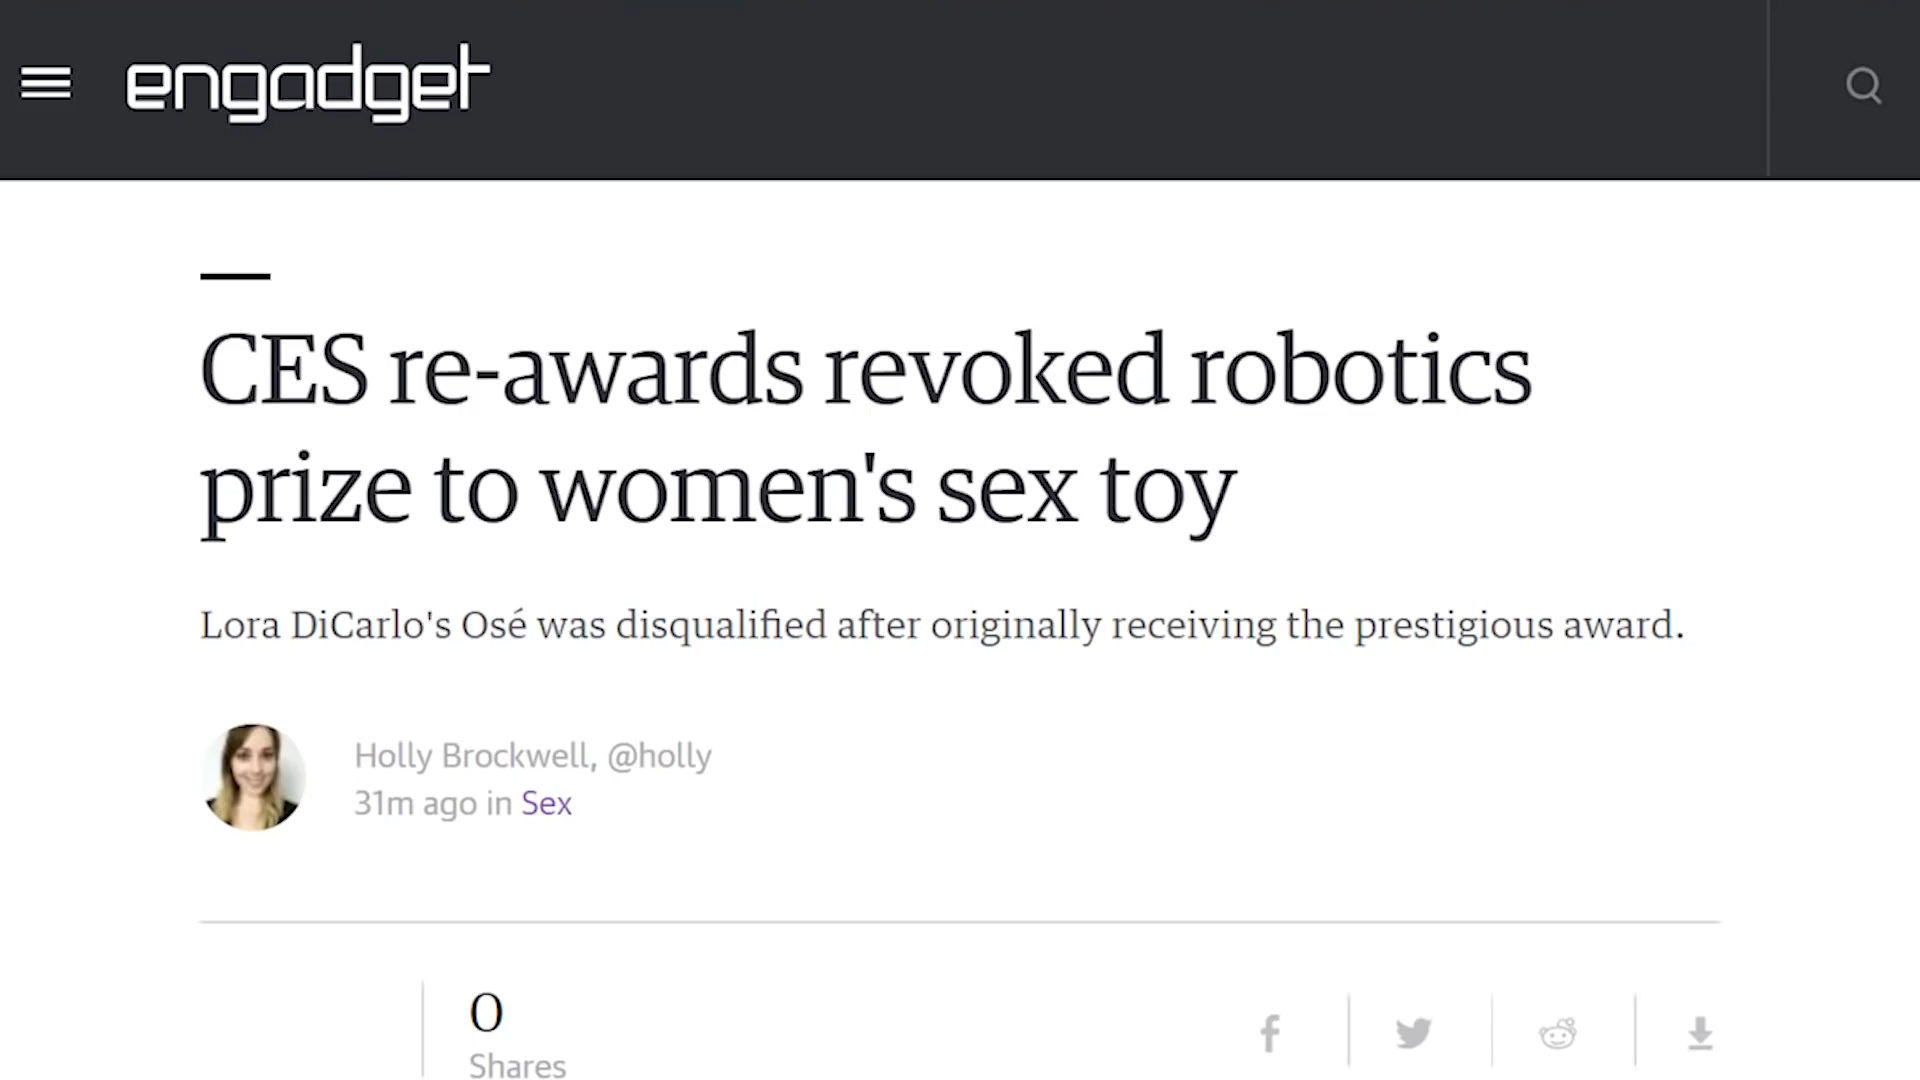 engadget
CES re-awards revoked robotics
prize to women's sex toy
Lora DiCarlo's Osé was disqualified after originally receiving the prestigious award.
Holly Brockwell, @holly
31m ago in Sex
0
Shares